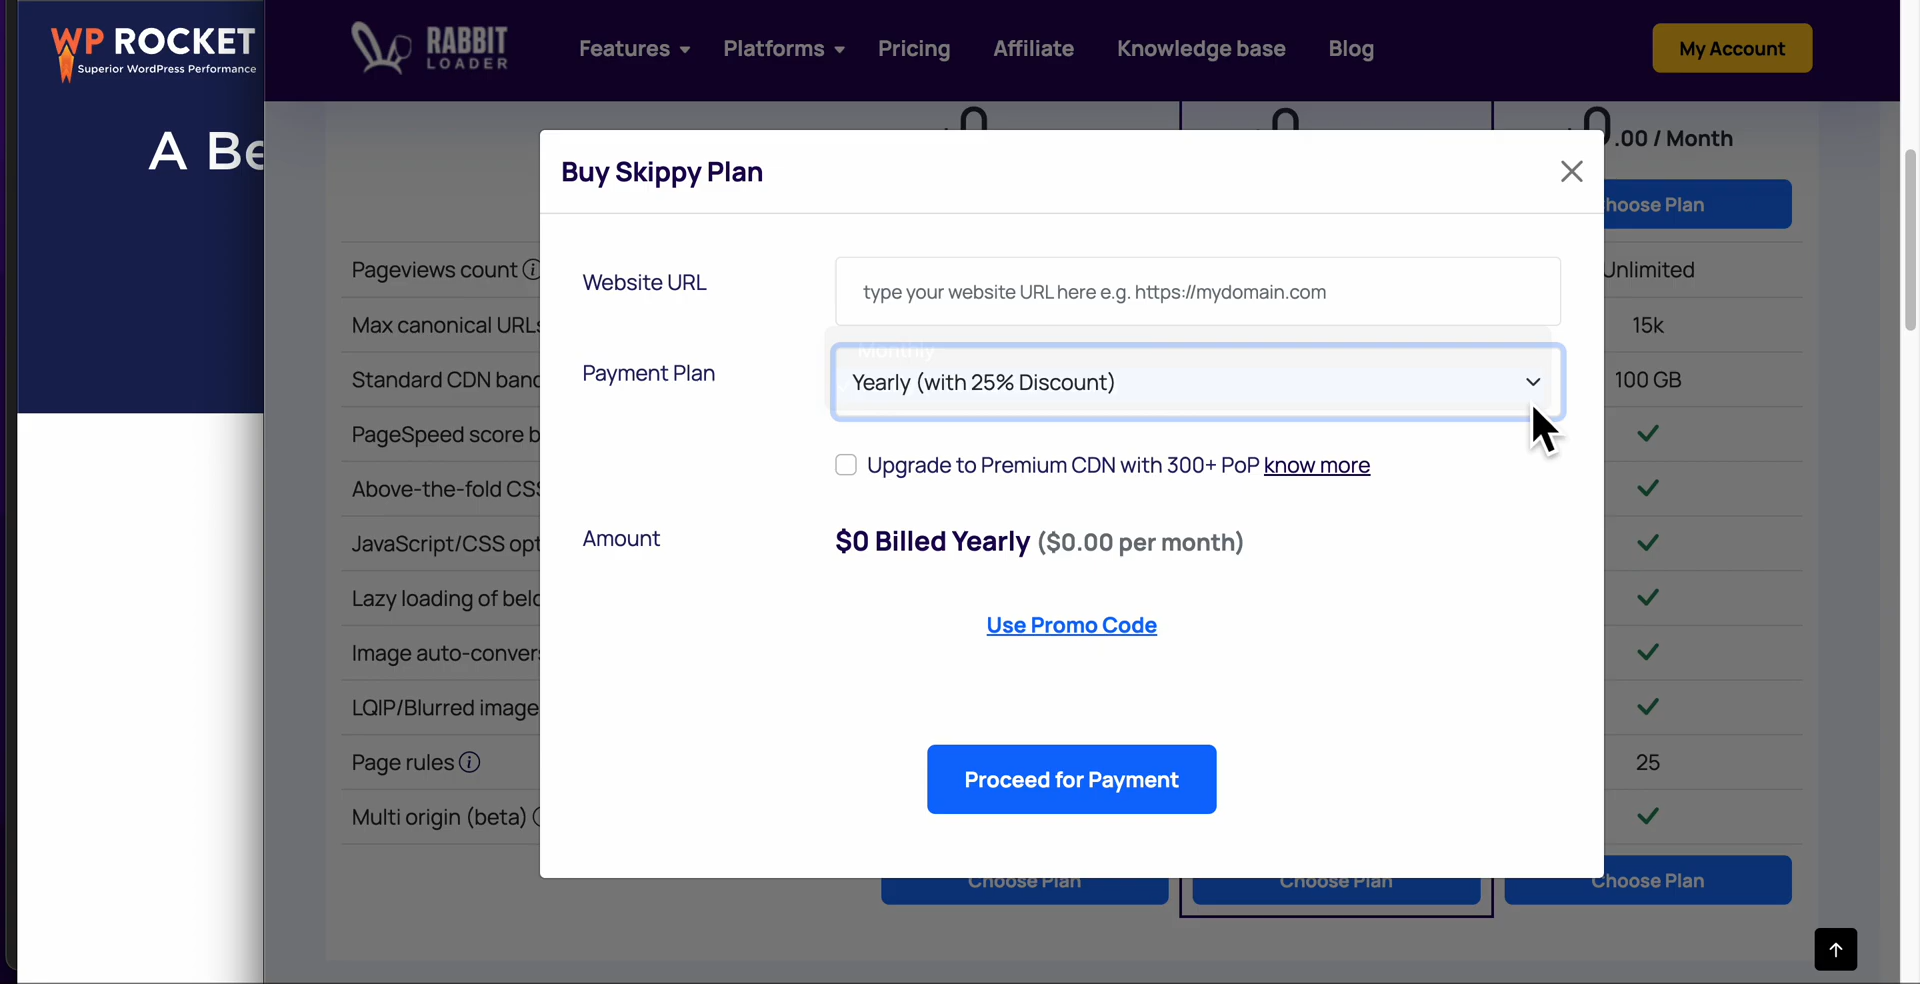 WP ROCKET
Superior WordPress Performance
A Be
RABBIT
LOADER
Features
Platforms
Pricing
Affiliate
Knowledge base
Blog
My Account
.00 / Month
hoose Plan
Buy Skippy Plan
Website URL
type your website URL here e.g. https://mydomain.com
Monthly
Payment Plan
Yearly (with 25% Discount)
Upgrade to Premium CDN with 300+ PoP know more
Amount
$0 Billed Yearly ($0.00 per month)
Use Promo Code
Proceed for Payment
Pageviews count
Unlimited
Max canonical URLs
15k
Standard CDN band
100 GB
PageSpeed score b
Above-the-fold CSS
JavaScript/CSS opt
Lazy loading of belo
Image auto-convers
LQIP/Blurred image
Page rules
25
Multi origin (beta)
Choose Plan
Choose Plan
Choose Plan